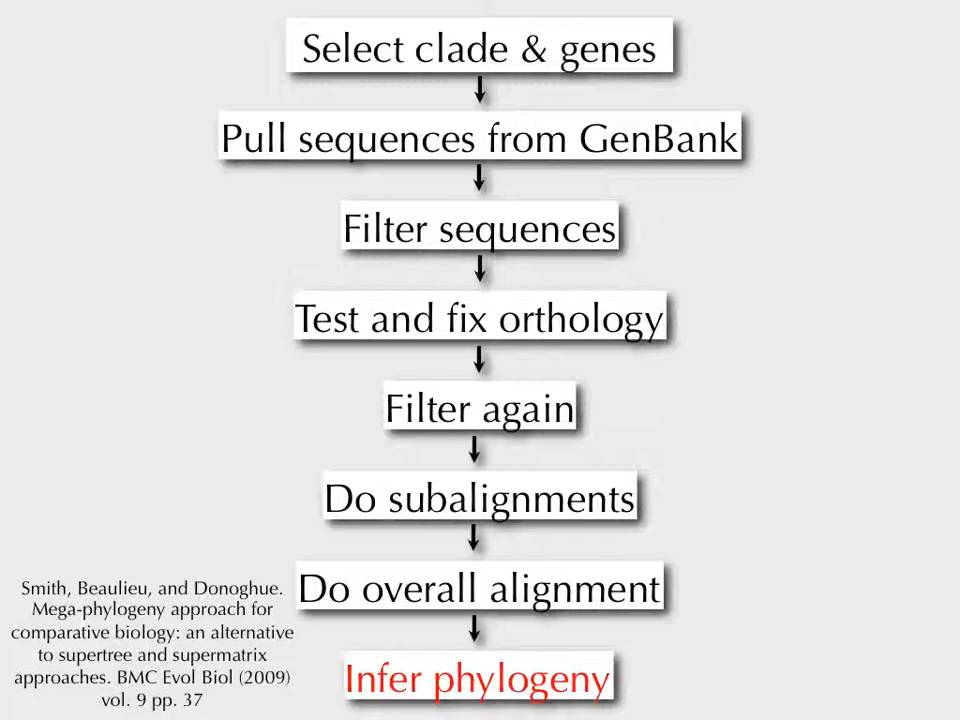 Select clade & genes
Pull sequences from GenBank
Filter sequences
Test and fix orthology
Filter again
Do subalignments
Do overall alignment
Infer phylogeny
Smith, Beaulieu, and Donoghue.
Mega-phylogeny approach for
comparative biology: an alternative
to supertree and supermatrix
approaches. BMC Evol Biol (2009)
vol. 9 pp. 37